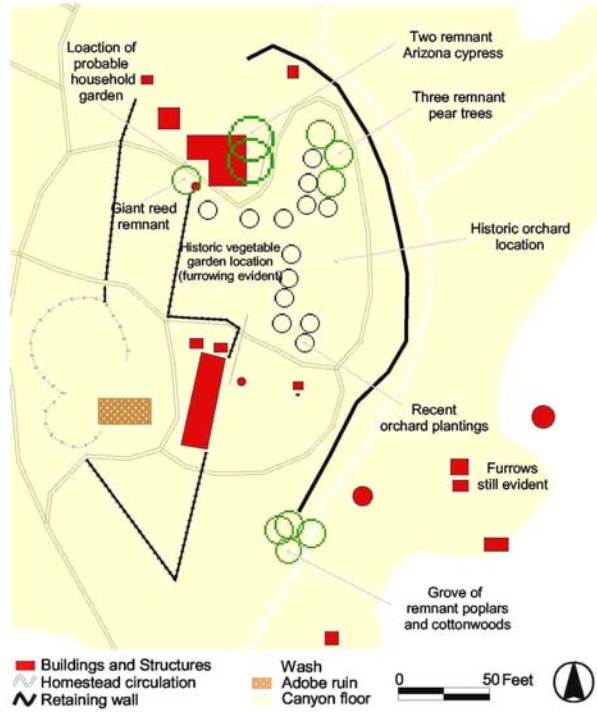 Loaction of
probable
household
garden
Two remnant
Arizona cypress
Three remnant
pear trees
Giant reed
remnant
Historic vegetable
garden location
(furrowing evident)
Historic orchard
location
Recent
orchard plantings
Furrows
still evident
Grove of
remnant poplars
and cottonwoods
Buildings and Structures
Homestead circulation
Retaining wall
Wash
Adobe ruin
Canyon floor
0 50 Feet